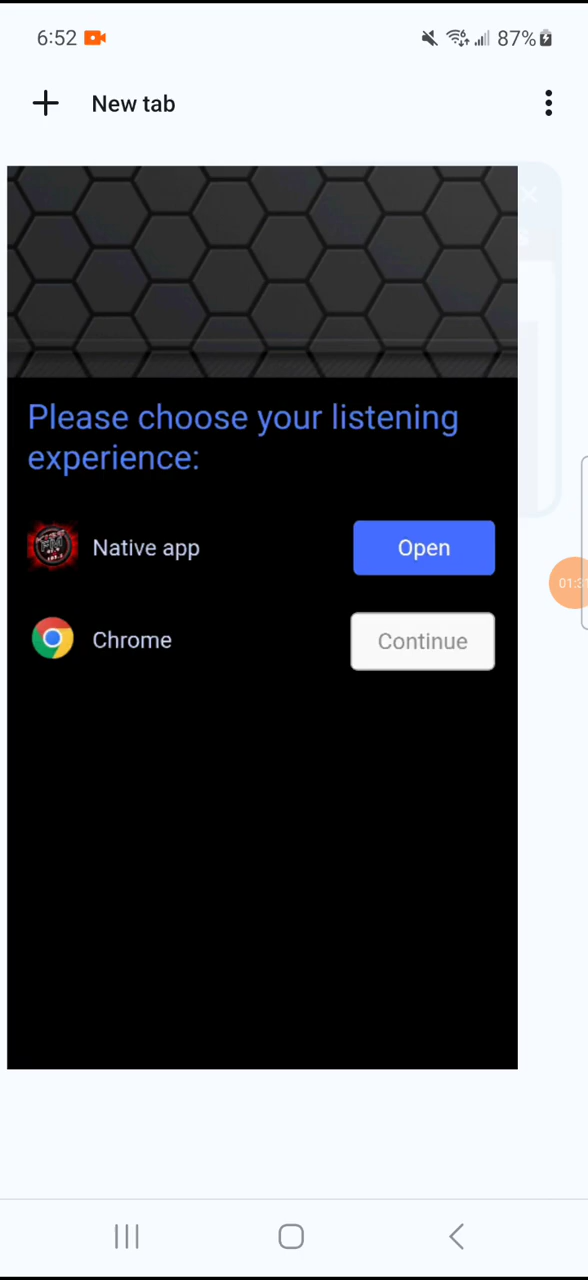 6:52
87%
New tab
Please choose your listening
experience:
Native app
Open
Chrome
Continue